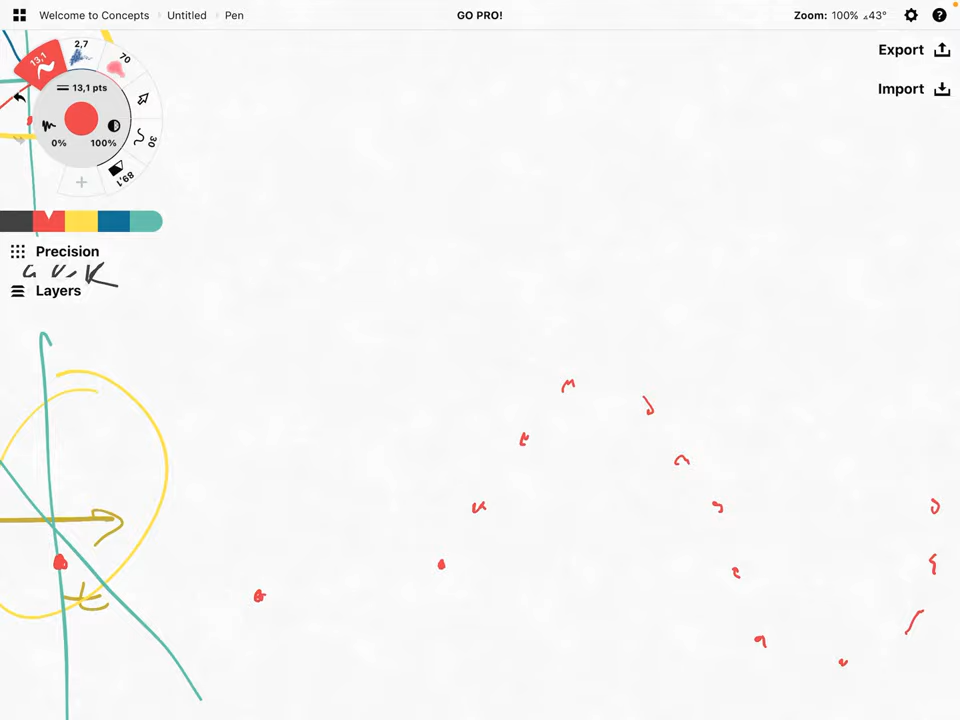 Welcome to Concepts > Untitled > Pen
GO PRO!
Zoom: 100% ⊿43°
Export
Import
13,1
2,7
70
13,1 pts
0%
100%
30
89,1
Precision
Layers